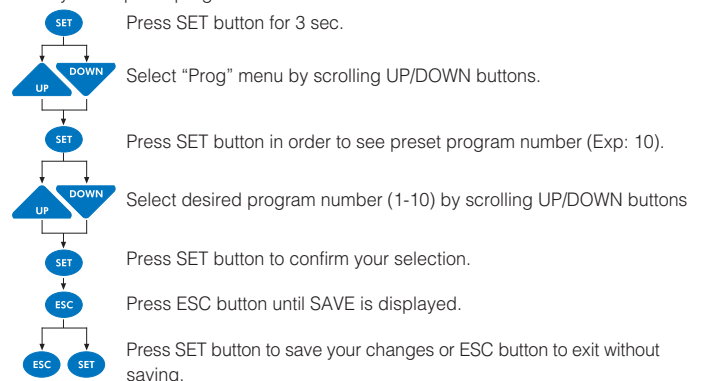 SET Press SET button for 3 sec.
UP DOWN Select “Prog” menu by scrolling UP/DOWN buttons.
SET Press SET button in order to see preset program number (Exp: 10).
UP DOWN Select desired program number (1-10) by scrolling UP/DOWN buttons
SET Press SET button to confirm your selection.
ESC Press ESC button until SAVE is displayed.
ESC SET Press SET button to save your changes or ESC button to exit without
saving.